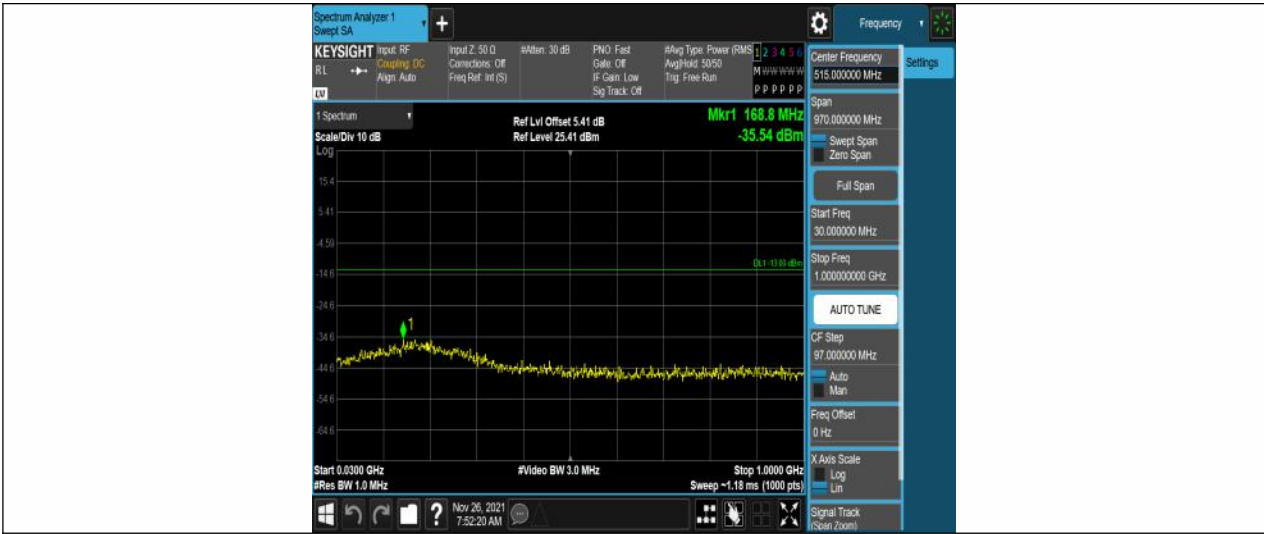 Spectrum Analyzer 1
Swept SA
+
Frequency
KEYSIGHT
RL
LV
Input: RF
Coupling: DC
Align: Auto
Input Z: 50 Ω
Corrections: Off
Freq Ref: Int (S)
#Atten: 30 dB
PNO: Fast
Gate: Off
IF Gain: Low
Sig Track: Off
#Avg Type: Power (RMS
Avg|Hold: 50/50
Trig: Free Run
1 2 3 4 5 6
M W W W W W
P P P P P P
1 Spectrum
Scale/Div 10 dB
Log
Ref Lvl Offset 5.41 dB
Ref Level 25.41 dBm
Mkr1 168.8 MHz
-35.54 dBm
15.4
5.41
-4.59
-14.6
-24.6
-34.6
-44.6
-54.6
-64.6
1
Start 0.0300 GHz
#Res BW 1.0 MHz
#Video BW 3.0 MHz
Stop 1.0000 GHz
Sweep ~1.18 ms (1000 pts)
?
Nov 26, 2021
7:52:20 AM
Center Frequency
515.000000 MHz
Settings
Span
970.000000 MHz
Swept Span
Zero Span
Full Span
Start Freq
30.000000 MHz
Stop Freq
1.000000000 GHz
AUTO TUNE
CF Step
97.000000 MHz
Auto
Man
Freq Offset
0 Hz
X Axis Scale
Log
Lin
Signal Track
(Span Zoom)